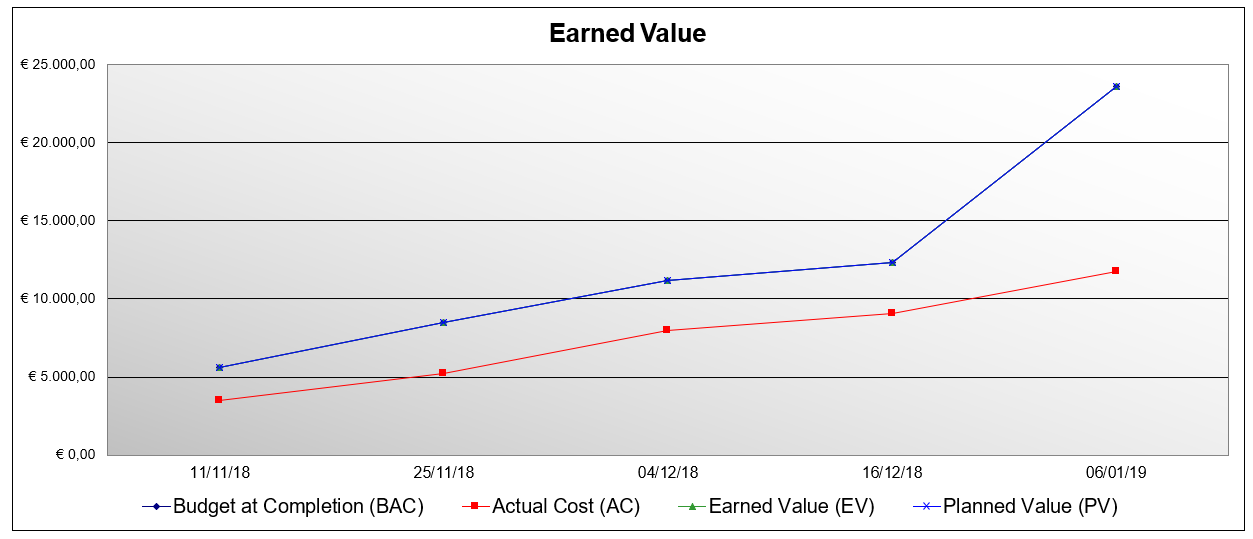 Earned Value
€ 25.000,00
€ 20.000,00
€ 15.000,00
€ 10.000,00
€ 5.000,00
€ 0,00
11/11/18 25/11/18 04/12/18 16/12/18 06/01/19
Budget at Completion (BAC) Actual Cost (AC) Earned Value (EV) Planned Value (PV)